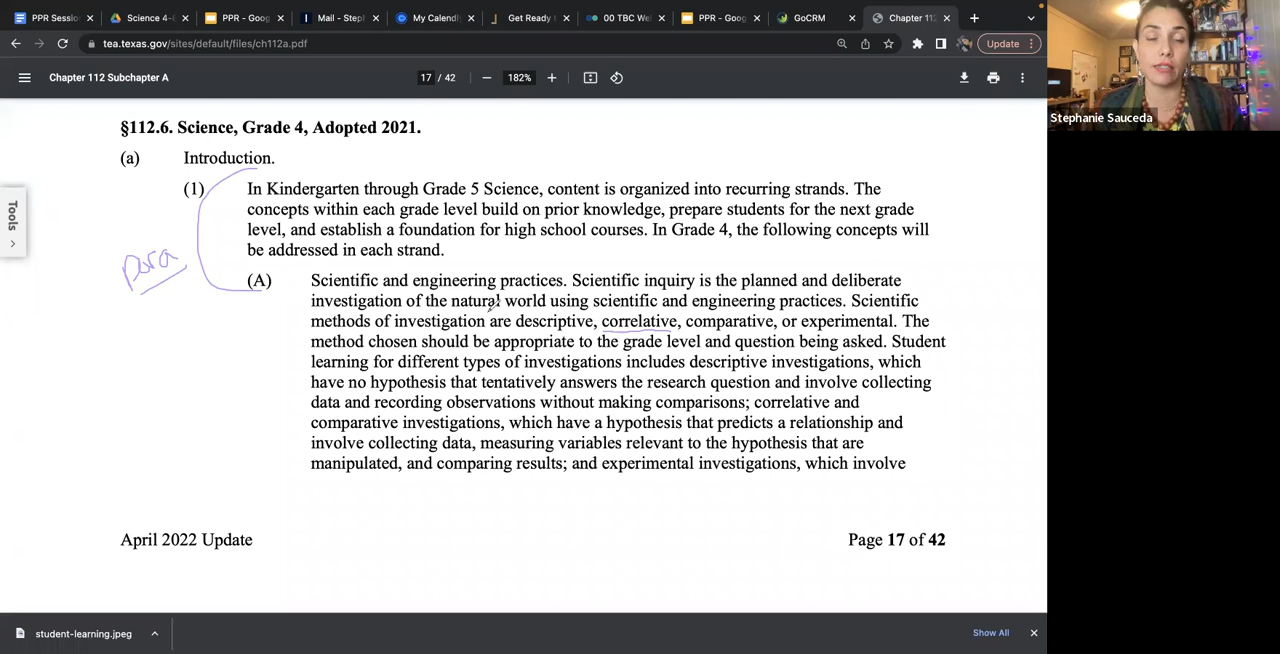 PPR Sessio
Science 4-
PPR - Goog
Mail - Step
My Calendl
Get Ready
00 TBC We
PPR - Goog
GoCRM
Chapter 112
tea.texas.gov/sites/default/files/ch112a.pdf
Update
Chapter 112 Subchapter A
17 / 42
182%
Stephanie Sauceda
Tools
§112.6. Science, Grade 4, Adopted 2021.
(a) Introduction.
(1) In Kindergarten through Grade 5 Science, content is organized into recurring strands. The
concepts within each grade level build on prior knowledge, prepare students for the next grade
level, and establish a foundation for high school courses. In Grade 4, the following concepts will
be addressed in each strand.
para
(A) Scientific and engineering practices. Scientific inquiry is the planned and deliberate
investigation of the natural world using scientific and engineering practices. Scientific
methods of investigation are descriptive, correlative, comparative, or experimental. The
method chosen should be appropriate to the grade level and question being asked. Student
learning for different types of investigations includes descriptive investigations, which
have no hypothesis that tentatively answers the research question and involve collecting
data and recording observations without making comparisons; correlative and
comparative investigations, which have a hypothesis that predicts a relationship and
involve collecting data, measuring variables relevant to the hypothesis that are
manipulated, and comparing results; and experimental investigations, which involve
April 2022 Update
Page 17 of 42
student-learning.jpeg
Show All